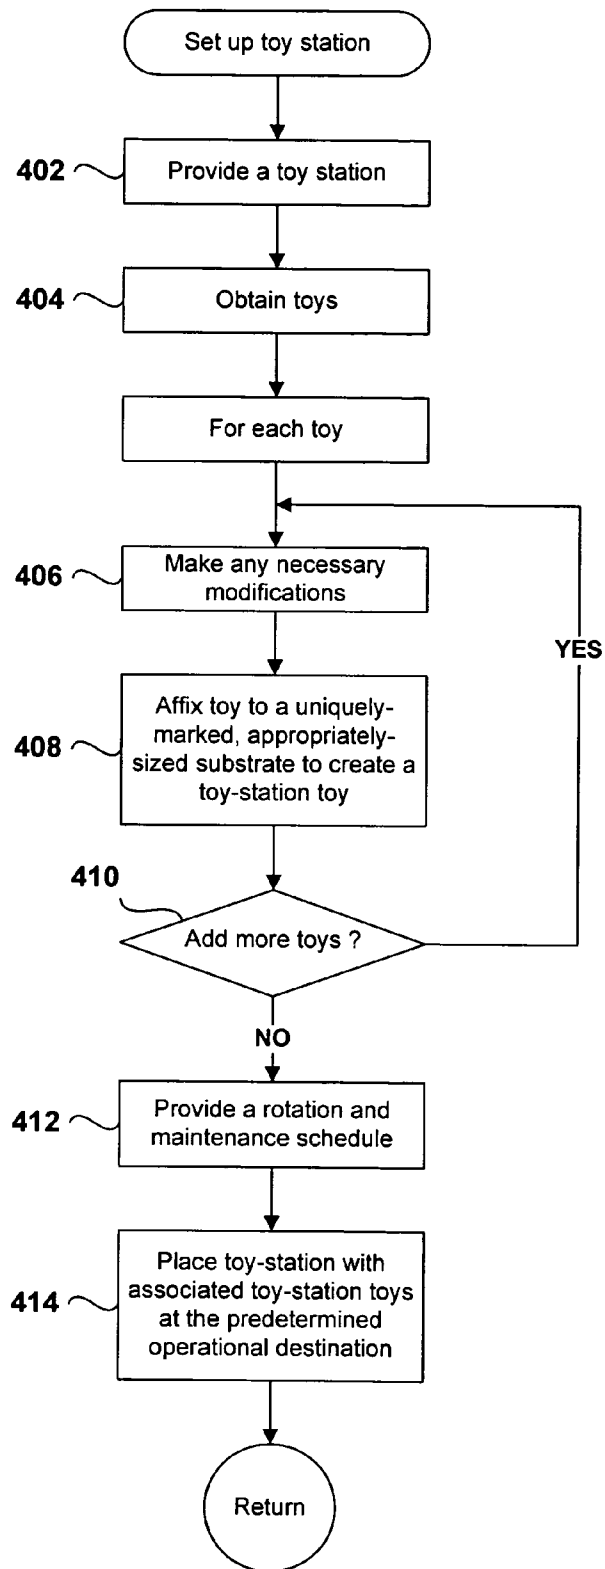 Set up toy station
402
Provide a toy station
404
Obtain toys
For each toy
406
Make any necessary
modifications
YES
408
Affix toy to a uniquely-
marked, appropriately-
sized substrate to create a
toy-station toy
410
Add more toys ?
NO
412
Provide a rotation and
maintenance schedule
414
Place toy-station with
associated toy-station toys
at the predetermined
operational destination
Return